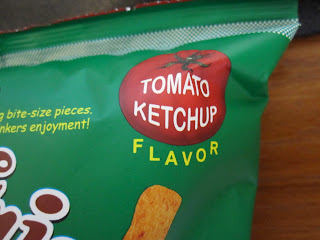 TOMATO
KETCHUP
FLAVOR
bite-size pieces.
enjoyment!